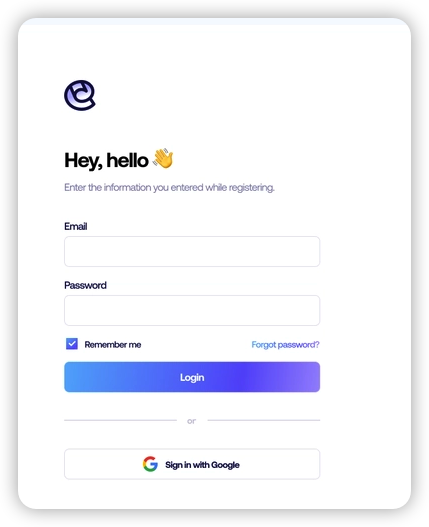 Hey, hello 👋
Enter the information you entered while registering.
Email
Password
Remember me
Forgot password?
Login
or
Sign in with Google